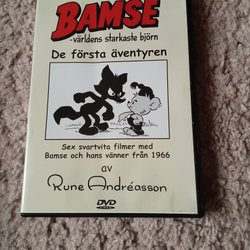 BAMSE
-världens starkaste björn
De första äventyren
Sex svartvita filmer med
Bamse och hans vänner från 1966
av
Rune Andréasson
DVD